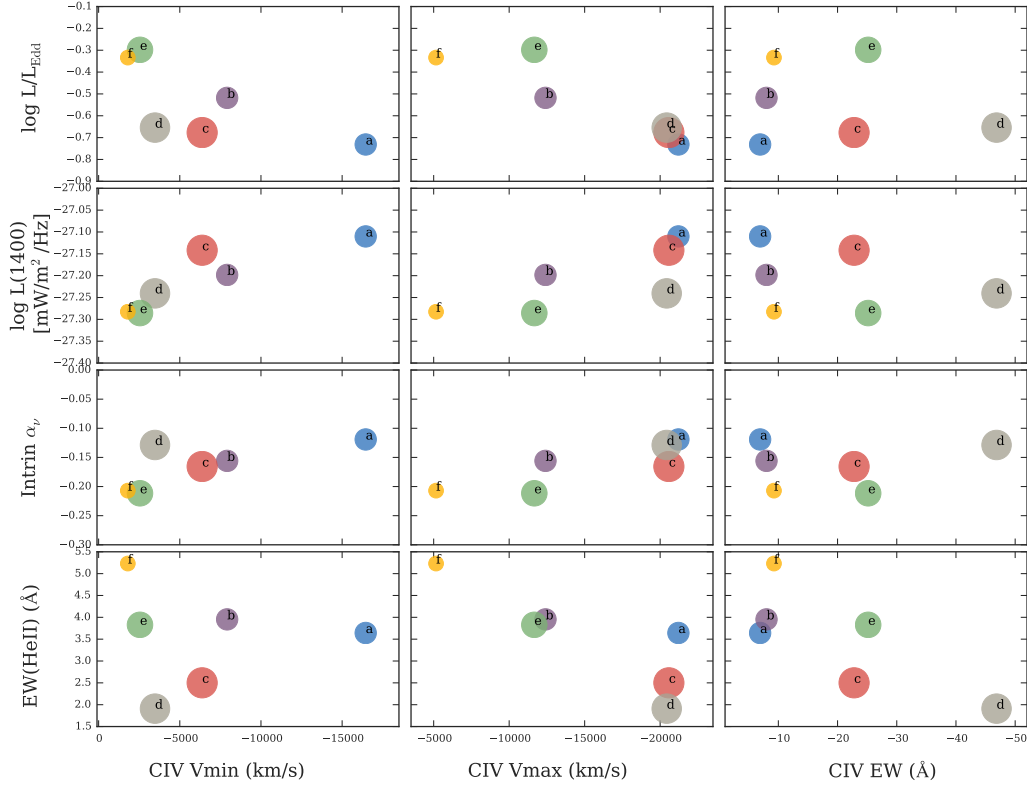 log L/L_Edd
−0.1
−0.2
−0.3
−0.4
−0.5
−0.6
−0.7
−0.8
−0.9
f e b d c a
f e b d c a
f e b d c a
log L(1400)
[mW/m² /Hz]
−27.00
−27.05
−27.10
−27.15
−27.20
−27.25
−27.30
−27.35
−27.40
a c b d f e
a c b d f e
a c b d f e
Intrin α_ν
0.00
−0.05
−0.10
−0.15
−0.20
−0.25
−0.30
d a c b f e
d a c b f e
a d b c f e
EW(HeII) (Å)
5.5
5.0
4.5
4.0
3.5
3.0
2.5
2.0
1.5
f e b a c d
f e b a c d
f b a e c d
0 −5000 −10000 −15000
−5000 −10000 −15000 −20000
−10 −20 −30 −40 −50
CIV Vmin (km/s)
CIV Vmax (km/s)
CIV EW (Å)